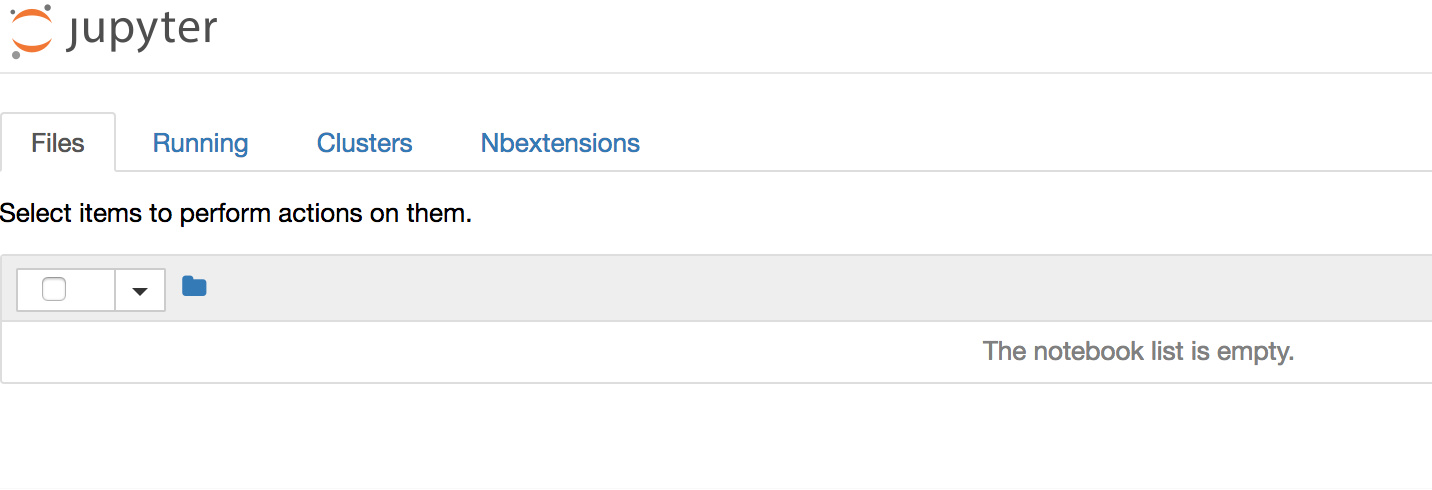 jupyter
Files Running Clusters Nbextensions
Select items to perform actions on them.
The notebook list is empty.